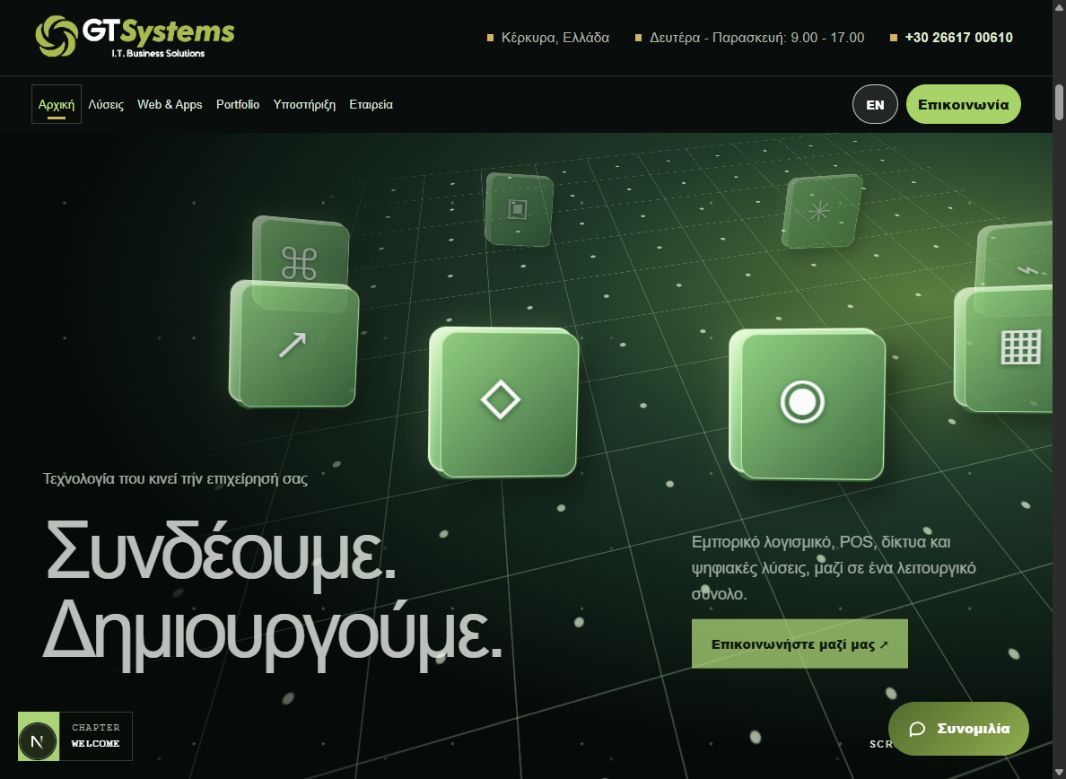 GTSystems
I.T. Business Solutions
Κέρκυρα, Ελλάδα
Δευτέρα - Παρασκευή: 9.00 - 17.00
+30 26617 00610
Αρχική
Λύσεις
Web & Apps
Portfolio
Υποστήριξη
Εταιρεία
EN
Επικοινωνία
Τεχνολογία που κινεί την επιχείρησή σας
Συνδέουμε.
Δημιουργούμε.
Εμπορικό λογισμικό, POS, δίκτυα και
ψηφιακές λύσεις, μαζί σε ένα λειτουργικό
σύνολο.
Επικοινωνήστε μαζί μας ↗
N
CHAPTER
WELCOME
SCR
Συνομιλία